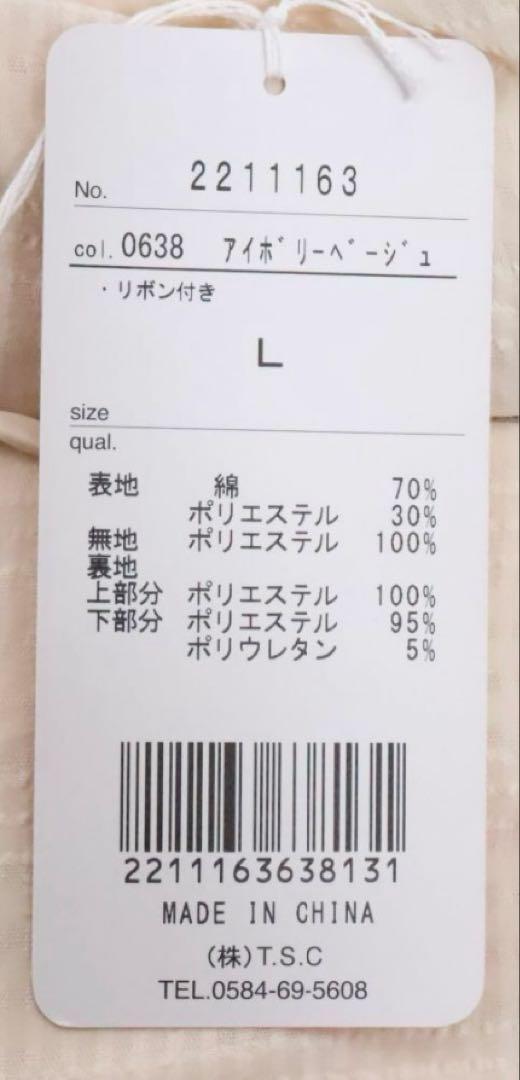 No. 2211163
col. 0638 アイボリーベージュ
・リボン付き
L
size
qual.
表地 綿 70%
ポリエステル 30%
無地 ポリエステル 100%
裏地
上部分 ポリエステル 100%
下部分 ポリエステル 95%
ポリウレタン 5%
2211163638131
MADE IN CHINA
(株)T.S.C
TEL.0584-69-5608